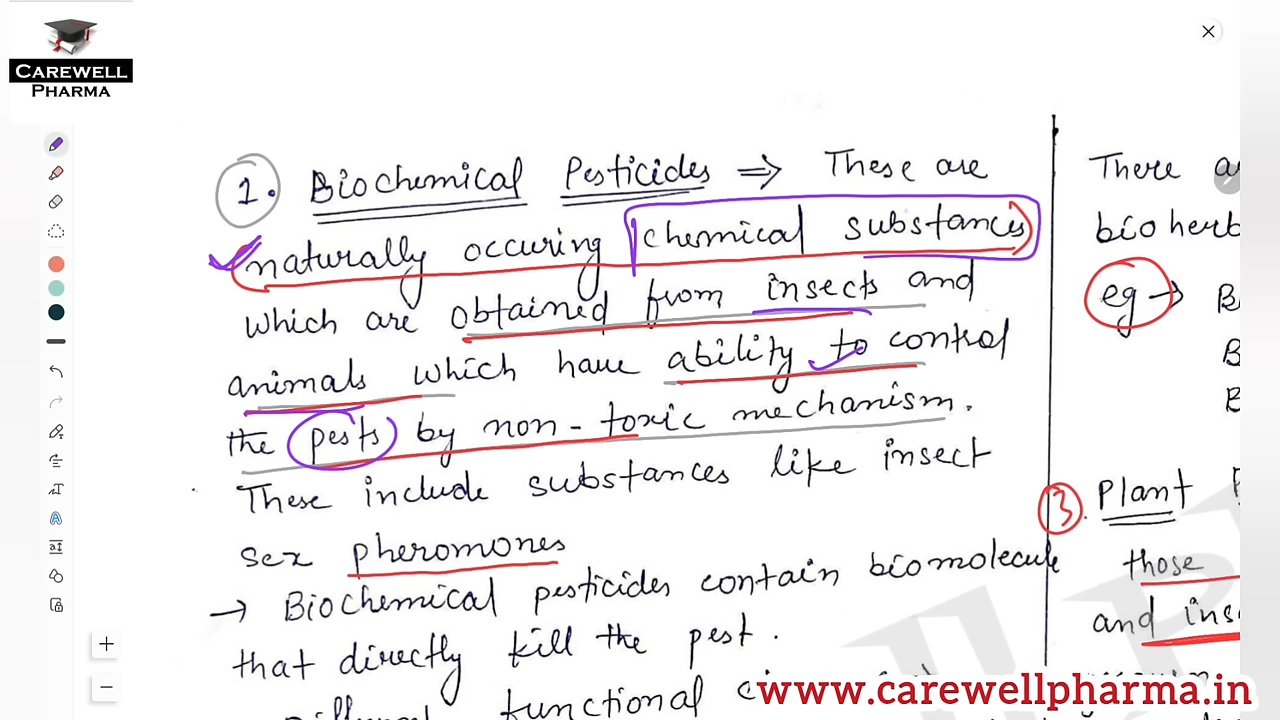 CAREWELL
PHARMA
1. Biochemical Pesticides ⇒ These are
naturally occuring chemical substances
which are obtained from insects and
animals which have ability to control
the pests by non-toxic mechanism.
These include substances like insect
sex pheromones
→ Biochemical pesticides contain biomolecule
that directly kill the pest.
functional
There
bioherb
eg →
3. Plant
those
and ins
www.carewellpharma.in